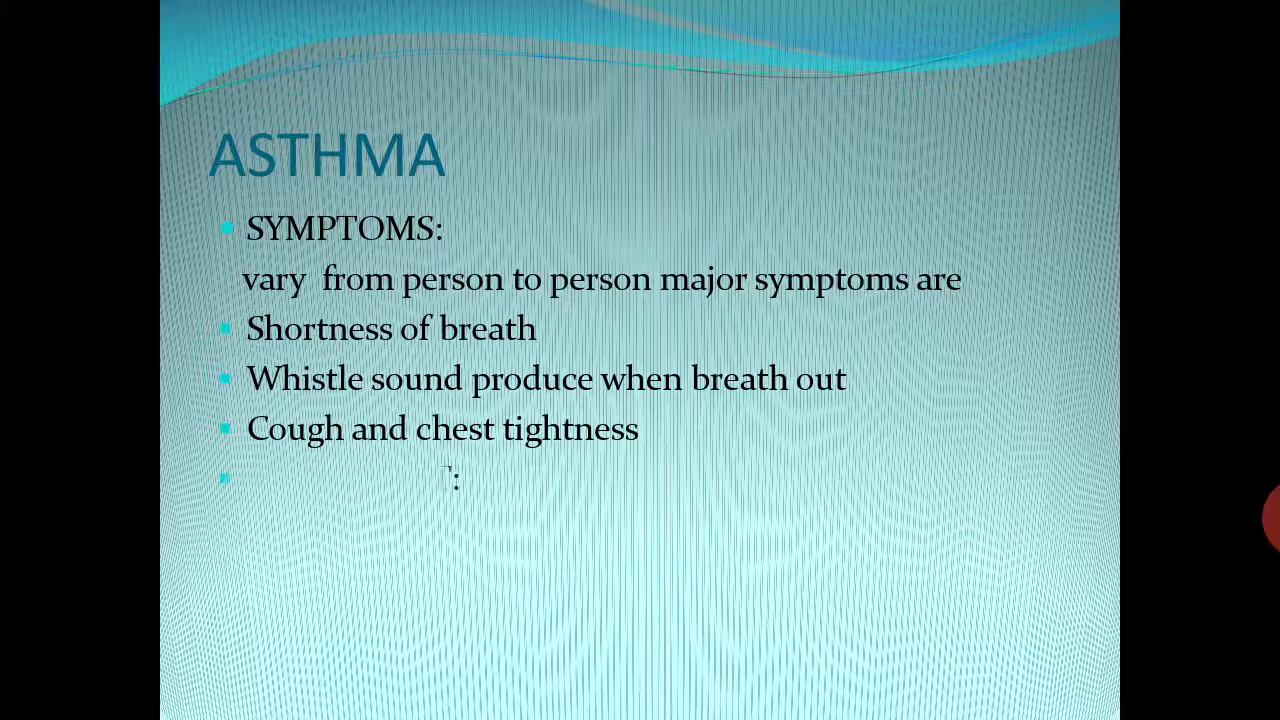 ASTHMA
SYMPTOMS:
vary from person to person major symptoms are
Shortness of breath
Whistle sound produce when breath out
Cough and chest tightness